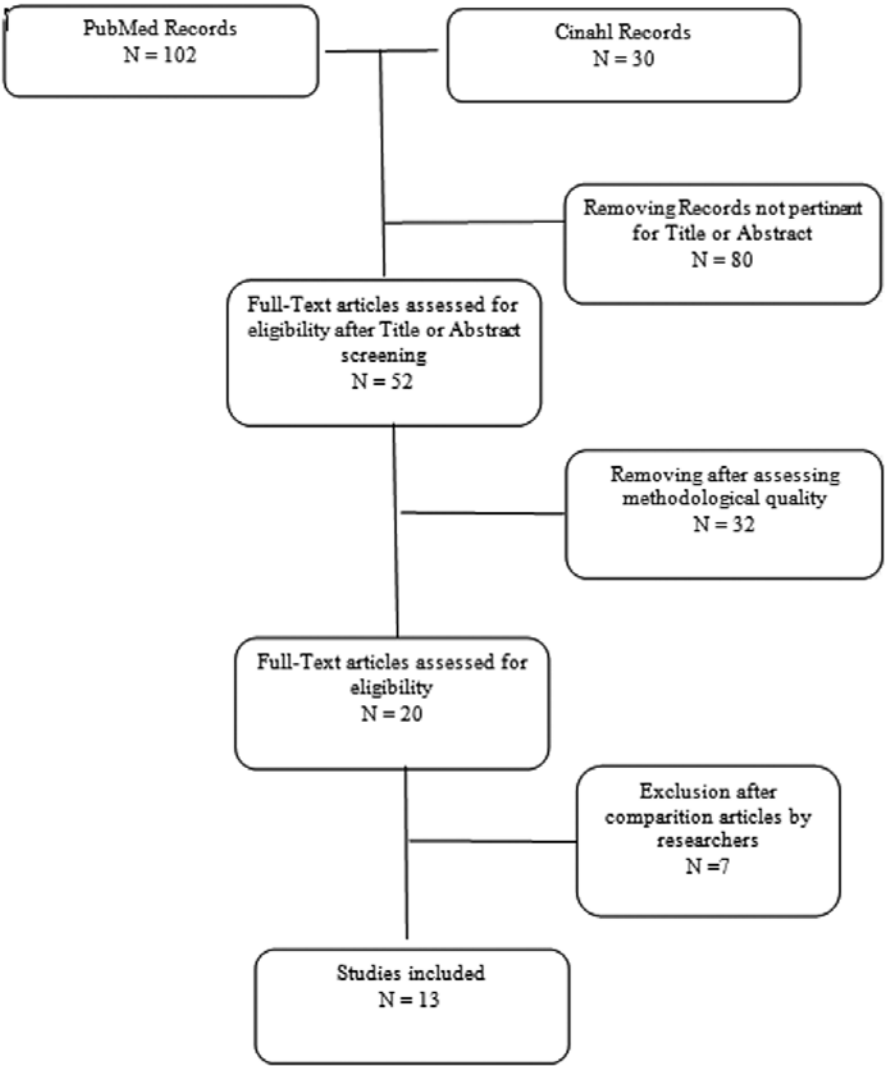 PubMed Records
N = 102
Cinahl Records
N = 30
Removing Records not pertinent
for Title or Abstract
N = 80
Full-Text articles assessed for
eligibility after Title or Abstract
screening
N = 52
Removing after assessing
methodological quality
N = 32
Full-Text articles assessed for
eligibility
N = 20
Exclusion after
comparition articles by
researchers
N =7
Studies included
N = 13